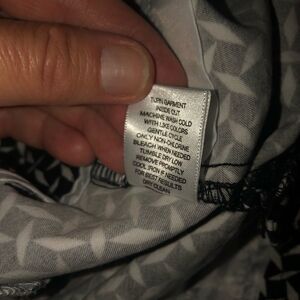 TURN GARMENT
INSIDE OUT
MACHINE WASH COLD
WITH LIKE COLORS
GENTLE CYCLE
ONLY NON-CHLORINE
BLEACH WHEN NEEDED
TUMBLE DRY LOW
REMOVE PROMPTLY
COOL IRON IF NEEDED
FOR BEST RESULTS
DRY CLEAN